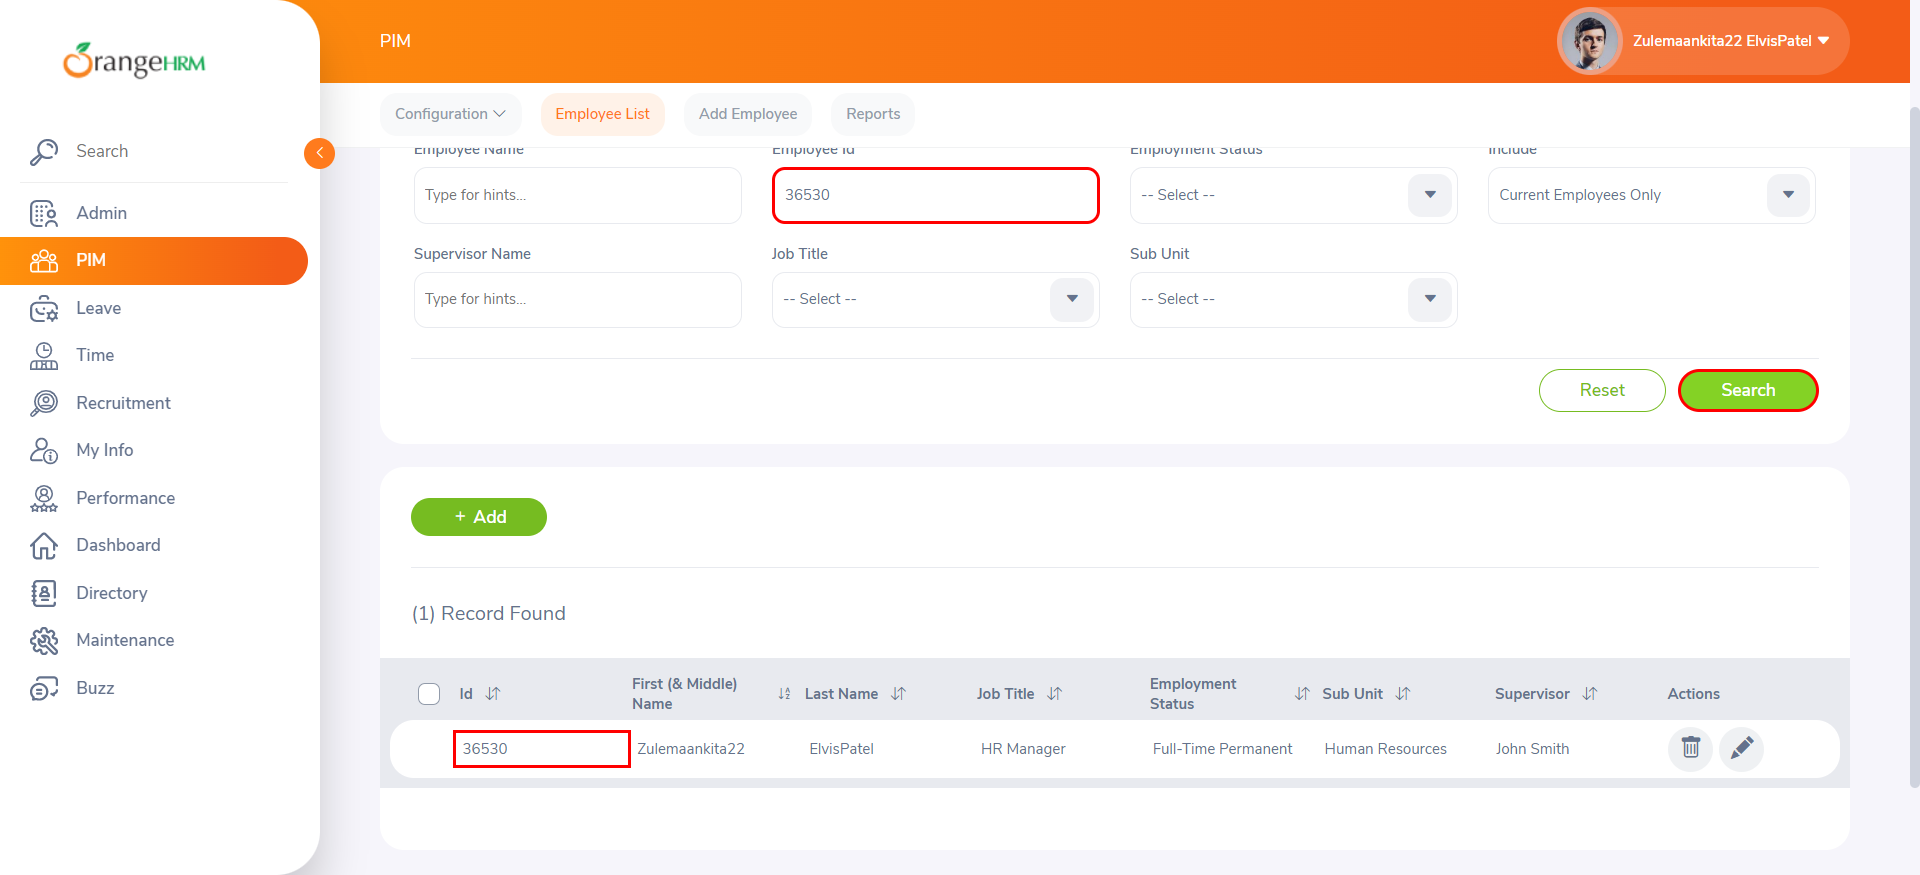 OrangeHRM
PIM
Zulemaankita22 ElvisPatel
Configuration
Employee List
Add Employee
Reports
Search
Admin
PIM
Leave
Time
Recruitment
My Info
Performance
Dashboard
Directory
Maintenance
Buzz
Employee Name
Employee Id
Employment Status
Include
Type for hints...
36530
-- Select --
Current Employees Only
Supervisor Name
Job Title
Sub Unit
Type for hints...
-- Select --
-- Select --
Reset
Search
+ Add
(1) Record Found
Id
First (& Middle)
Name
Last Name
Job Title
Employment
Status
Sub Unit
Supervisor
Actions
36530
Zulemaankita22
ElvisPatel
HR Manager
Full-Time Permanent
Human Resources
John Smith